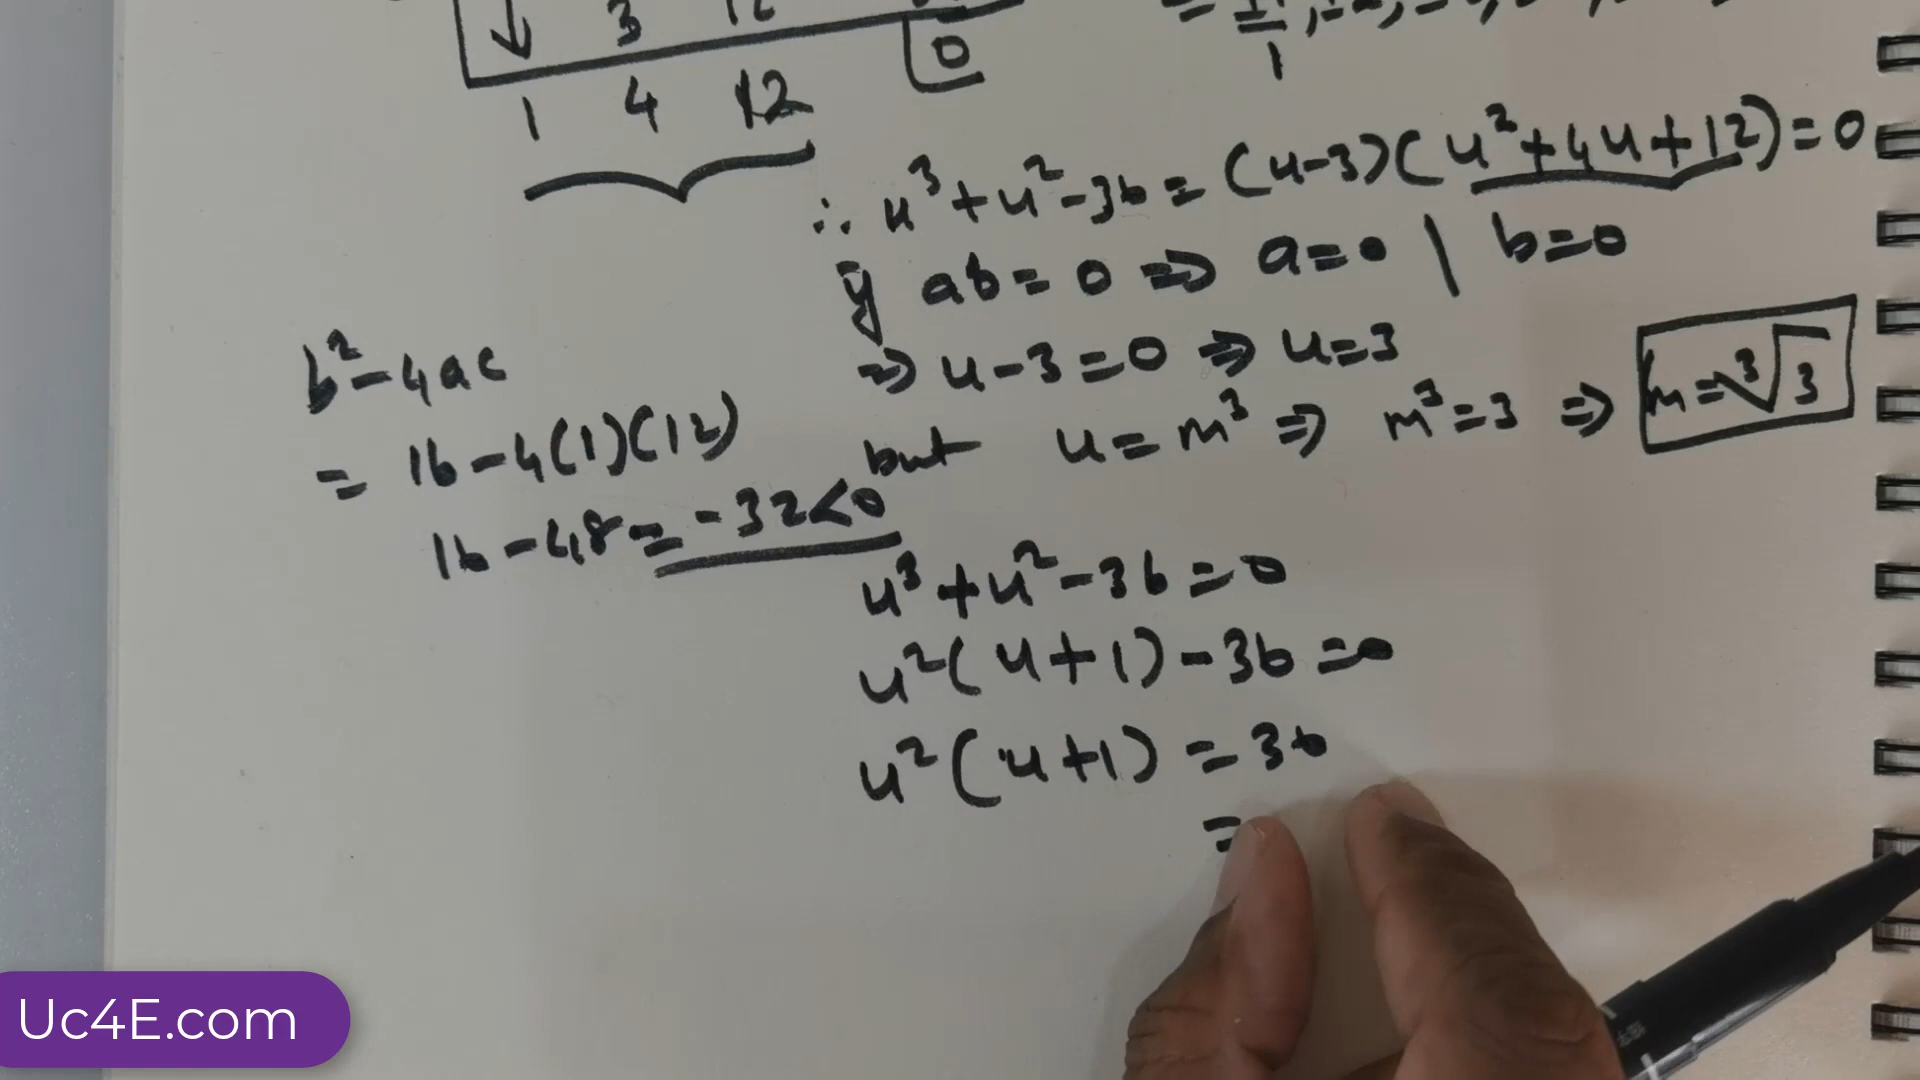 ↓ 3 12
0
1 4 12
∴ u³+u²-36 = (u-3)(u²+4u+12)=0
if ab=0 ⇒ a=0 | b=0
⇒ u-3=0 ⇒ u=3
but u=m³ ⇒ m³=3 ⇒ m=∛3
b²-4ac
= 16-4(1)(12)
16-48=-32<0
u³+u²-36=0
u²(u+1)-36=0
u²(u+1)=36
=
Uc4E.com